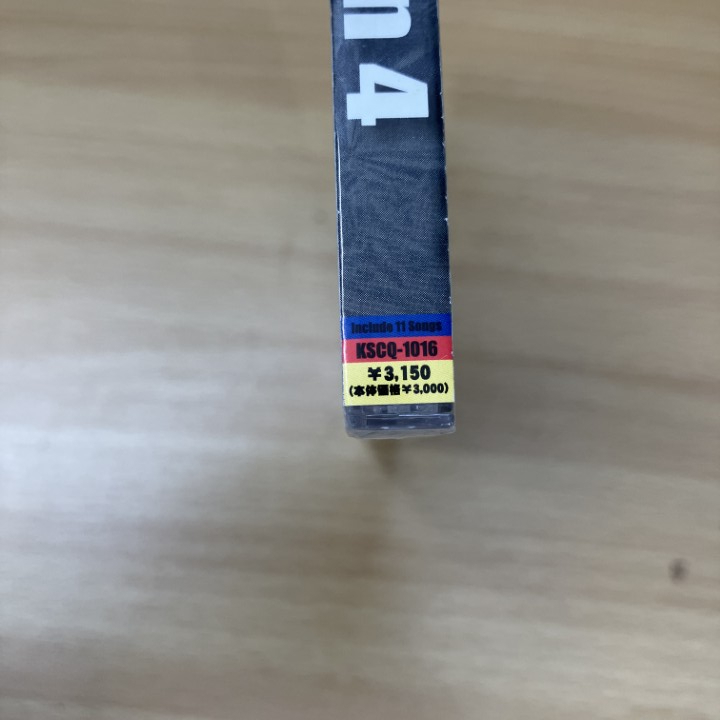 n 4
Include 11 Songs
KSCQ-1016
¥3,150
(本体価格¥3,000)